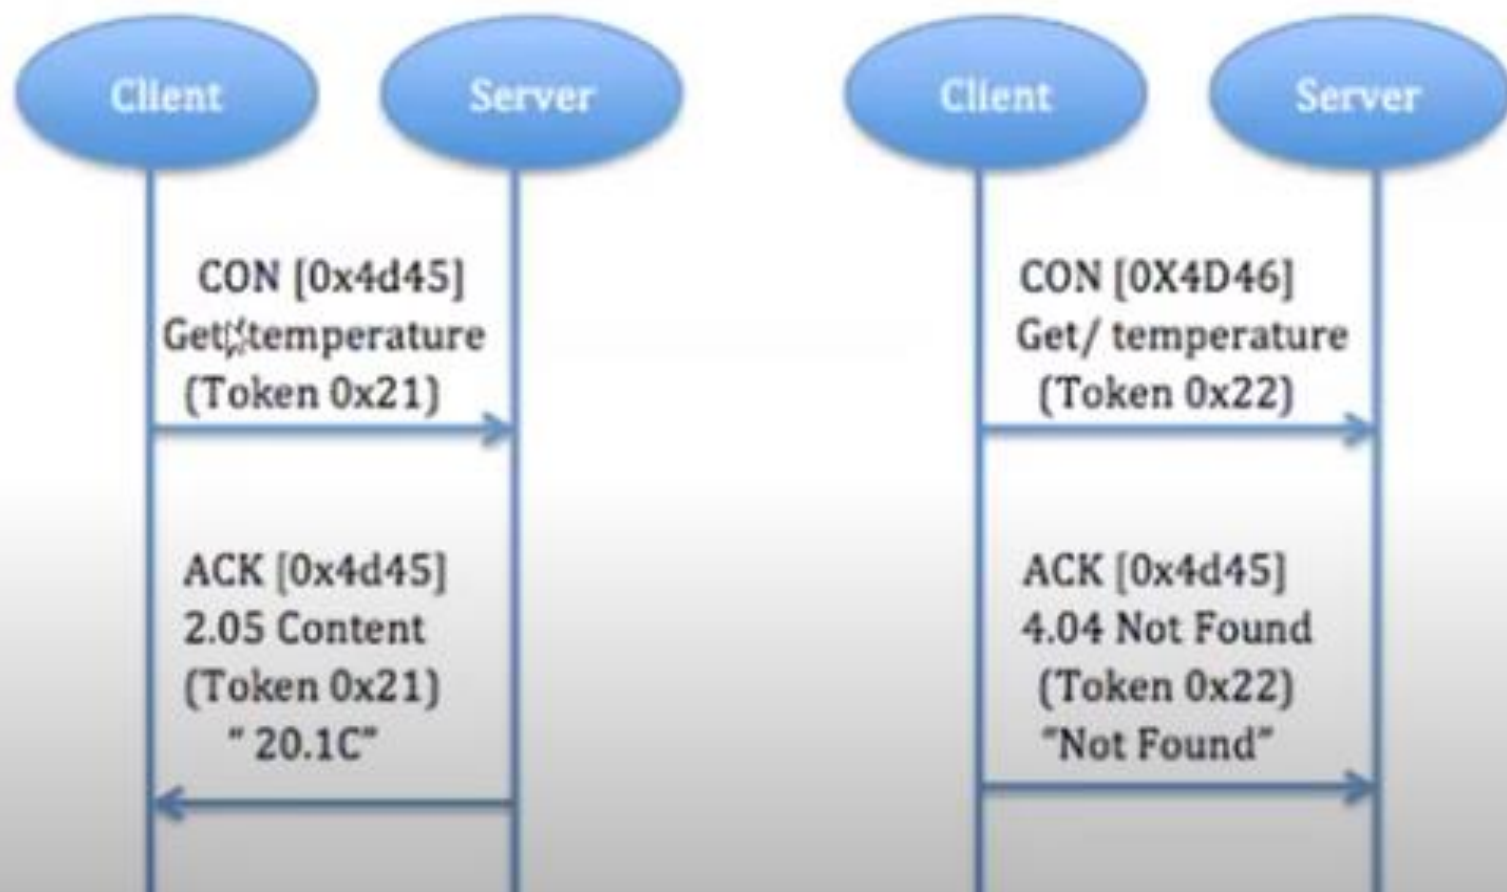 Client
Server
CON [0x4d45]
Get/temperature
(Token 0x21)
ACK [0x4d45]
2.05 Content
(Token 0x21)
" 20.1C"
Client
Server
CON [0X4D46]
Get/ temperature
(Token 0x22)
ACK [0x4d45]
4.04 Not Found
(Token 0x22)
"Not Found"